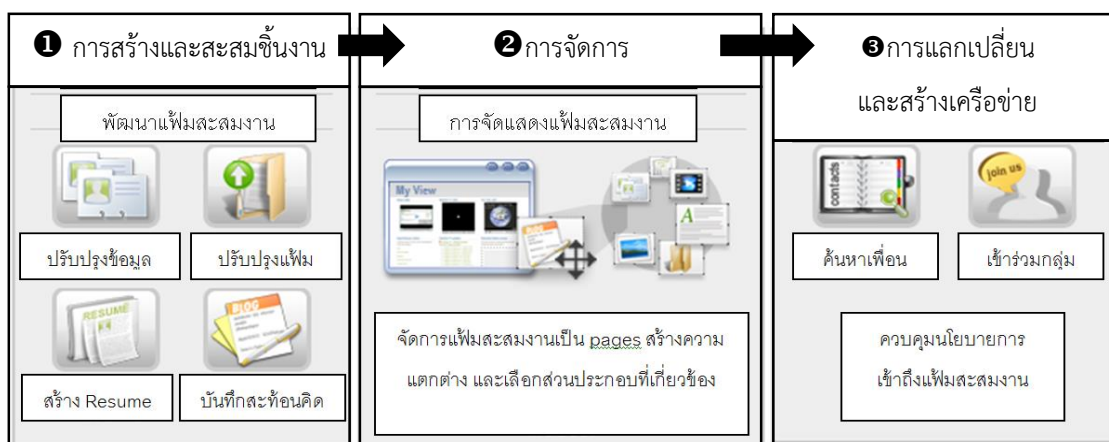 ❶ การสร้างและสะสมชิ้นงาน
พัฒนาแฟ้มสะสมงาน
ปรับปรุงข้อมูล
ปรับปรุงแฟ้ม
RESUME
BLOG
สร้าง Resume
บันทึกสะท้อนคิด
❷การจัดการ
การจัดแสดงแฟ้มสะสมงาน
My View
BLOG
A
จัดการแฟ้มสะสมงานเป็น pages สร้างความ
แตกต่าง และเลือกส่วนประกอบที่เกี่ยวข้อง
❸การแลกเปลี่ยน
และสร้างเครือข่าย
contacts
join us
ค้นหาเพื่อน
เข้าร่วมกลุ่ม
ควบคุมนโยบายการ
เข้าถึงแฟ้มสะสมงาน